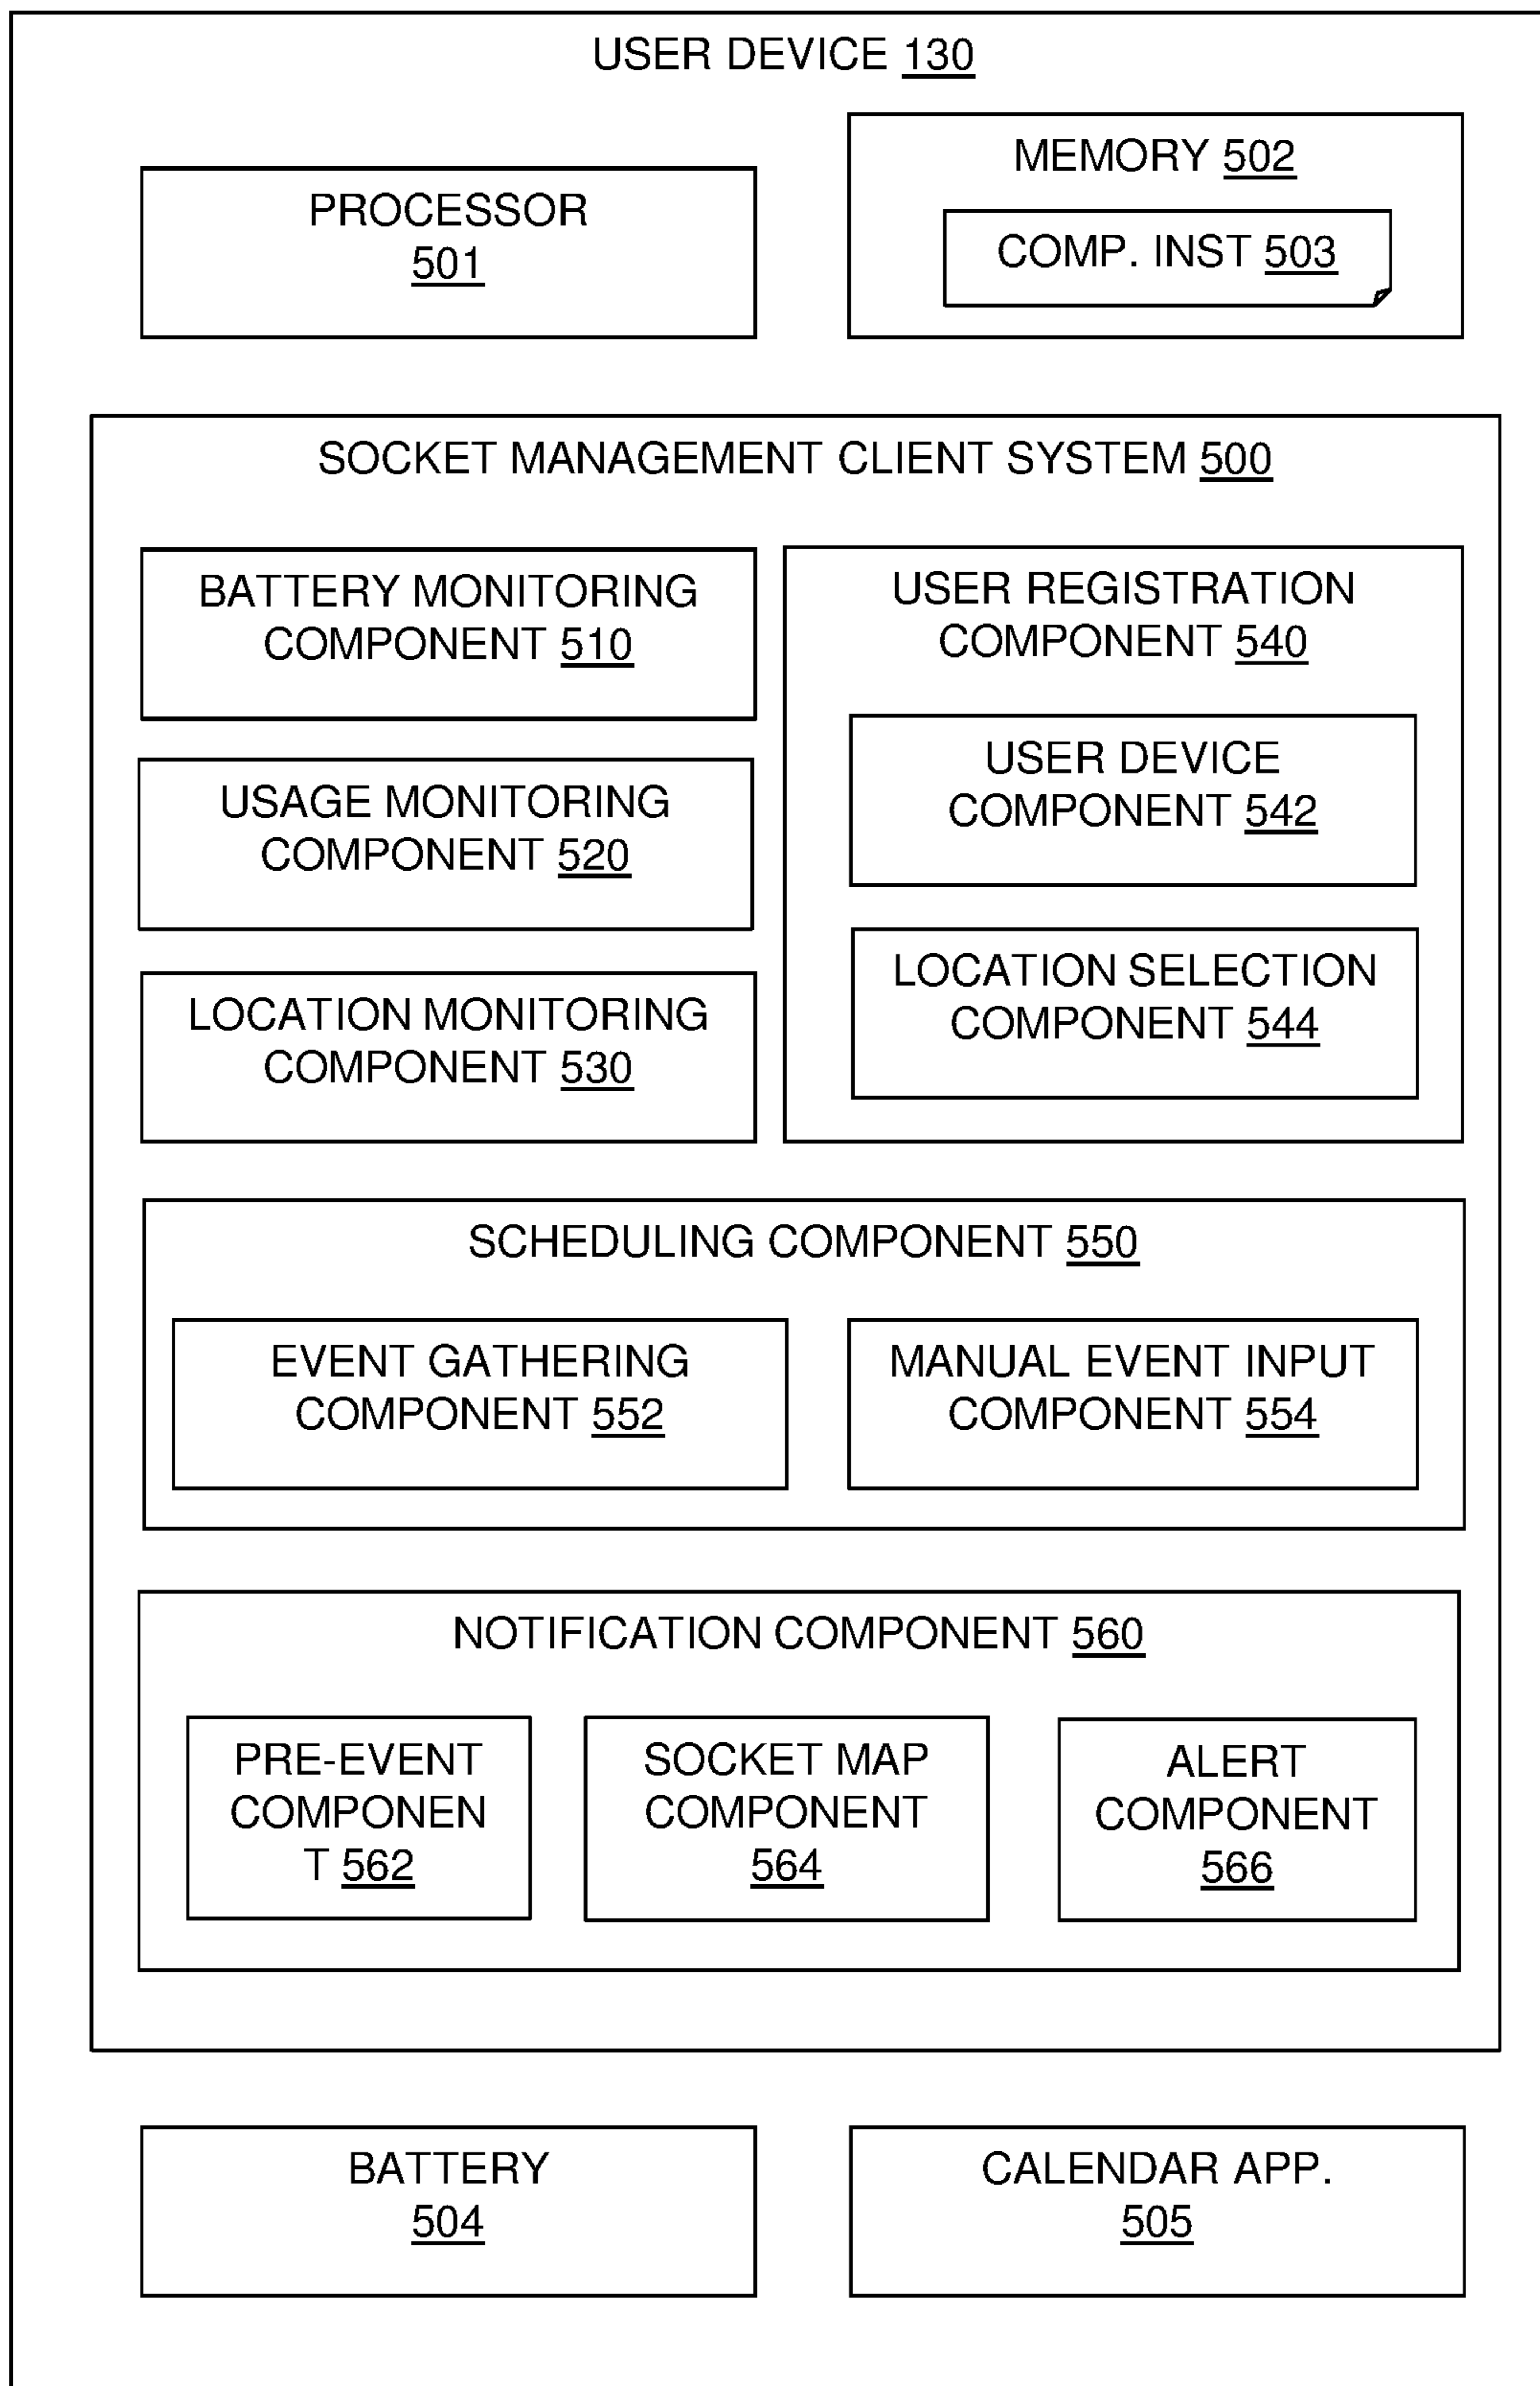 USER DEVICE 130
PROCESSOR
501
MEMORY 502
COMP. INST 503
SOCKET MANAGEMENT CLIENT SYSTEM 500
BATTERY MONITORING
COMPONENT 510
USAGE MONITORING
COMPONENT 520
LOCATION MONITORING
COMPONENT 530
USER REGISTRATION
COMPONENT 540
USER DEVICE
COMPONENT 542
LOCATION SELECTION
COMPONENT 544
SCHEDULING COMPONENT 550
EVENT GATHERING
COMPONENT 552
MANUAL EVENT INPUT
COMPONENT 554
NOTIFICATION COMPONENT 560
PRE-EVENT
COMPONEN
T 562
SOCKET MAP
COMPONENT
564
ALERT
COMPONENT
566
BATTERY
504
CALENDAR APP.
505